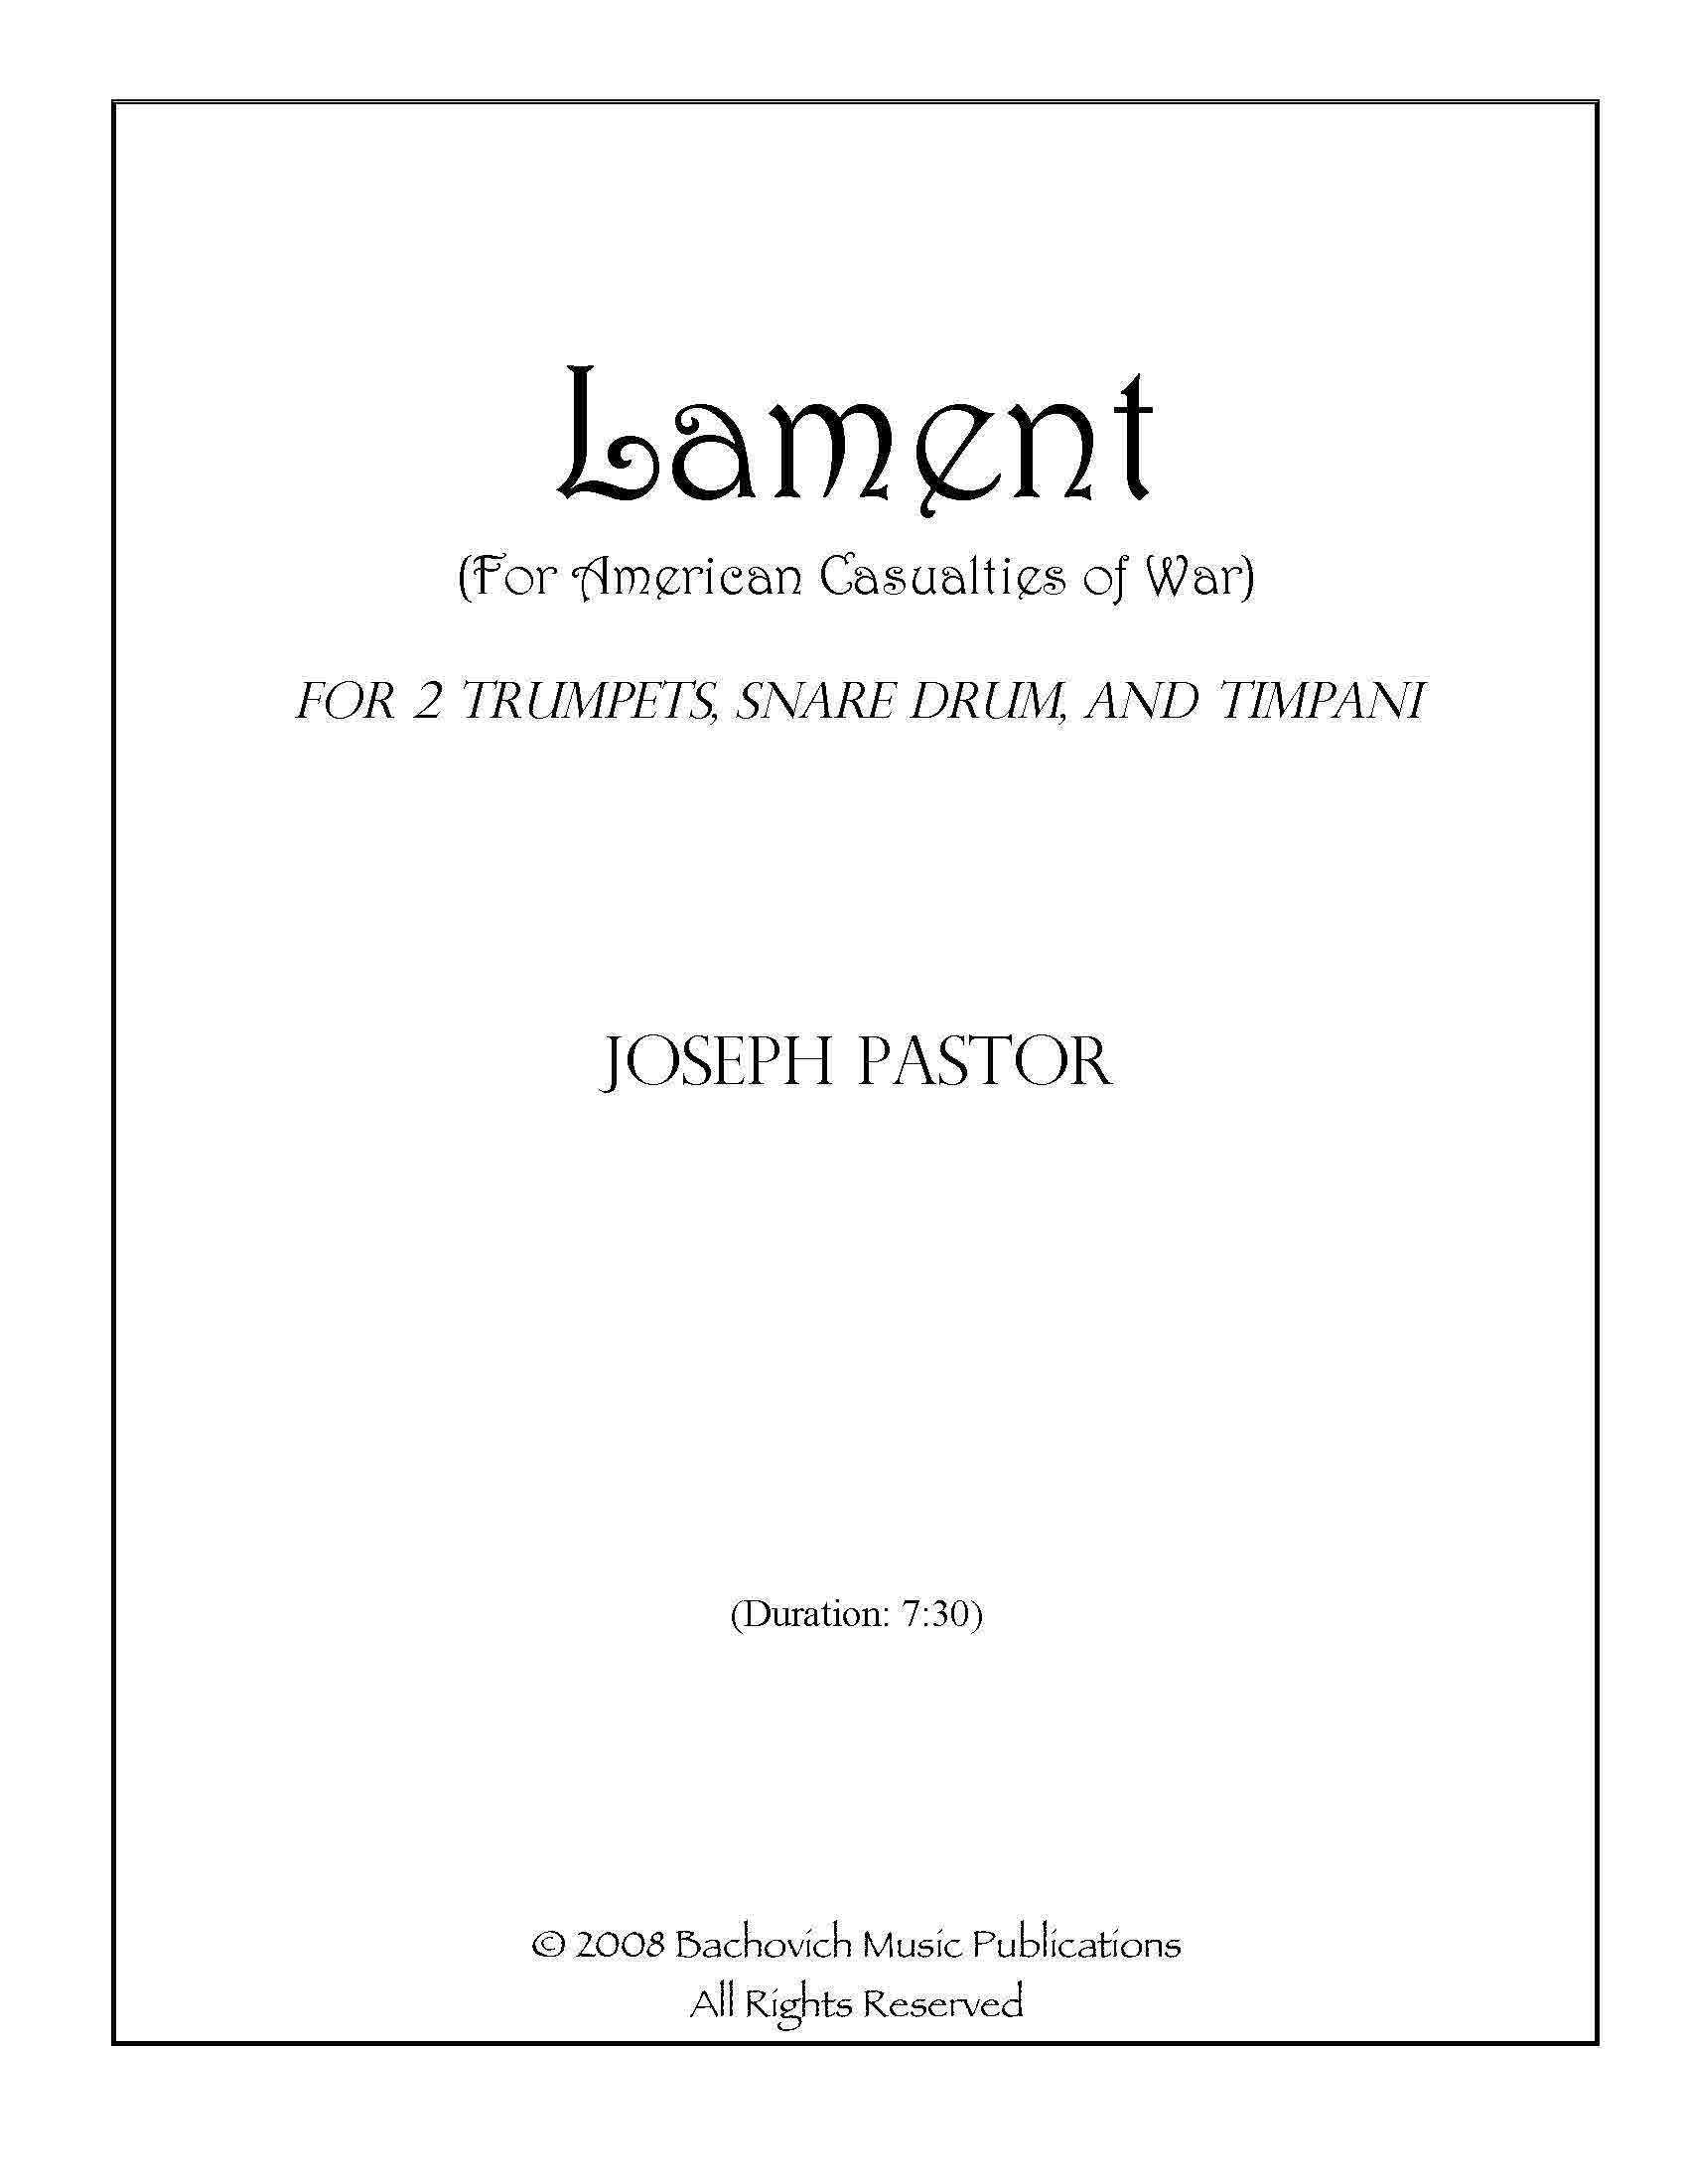 Lament
(For American Casualties of War)
FOR 2 TRUMPETS, SNARE DRUM, AND TIMPANI
JOSEPH PASTOR
(Duration: 7:30)
© 2008 Bachovich Music Publications
All Rights Reserved